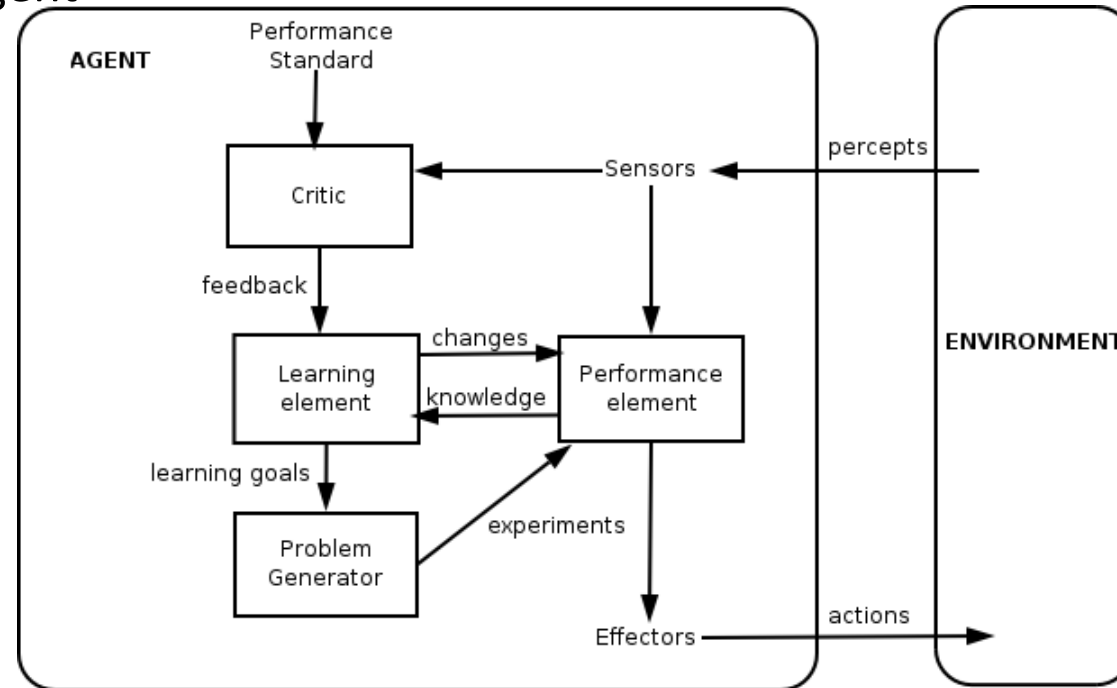 Performance
Standard
AGENT
percepts
Sensors
Critic
feedback
changes
ENVIRONMENT
Learning
element
Performance
element
knowledge
learning goals
experiments
Problem
Generator
actions
Effectors